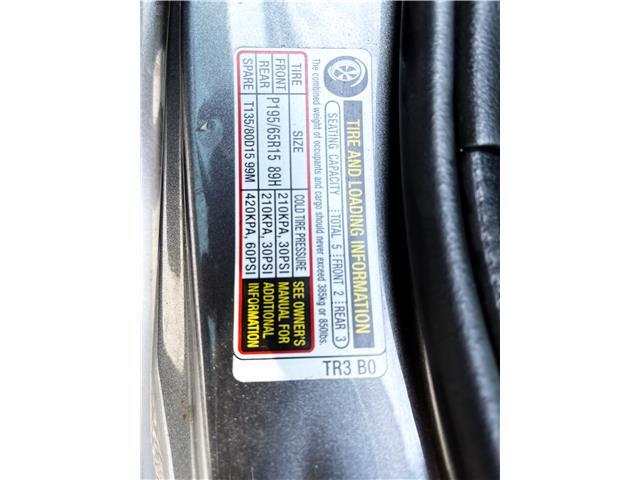 TIRE AND LOADING INFORMATION
SEATING CAPACITY TOTAL 5 FRONT 2 REAR 3
The combined weight of occupants and cargo should never exceed 385kg or 850lbs.
TIRE SIZE COLD TIRE PRESSURE
FRONT P195/65R15 89H 210KPA, 30PSI
REAR 210KPA, 30PSI
SPARE T135/80D15 99M 420KPA, 60PSI
SEE OWNER'S
MANUAL FOR
ADDITIONAL
INFORMATION
TR3 B0